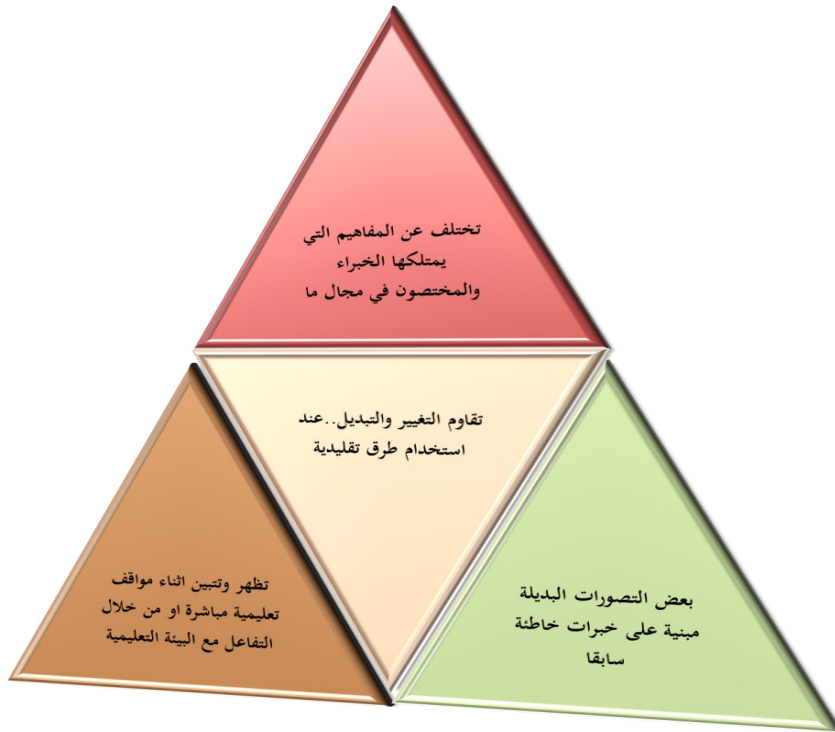 تختلف عن المفاهيم التي
يمتلكها الخبراء
والمختصون في مجال ما
تقاوم التغيير والتبديل..عند
استخدام طرق تقليدية
بعض التصورات البديلة
مبنية على خبرات خاطئة
سابقا
تظهر وتتبين اثناء مواقف
تعليمية مباشرة او من خلال
التفاعل مع البيئة التعليمية